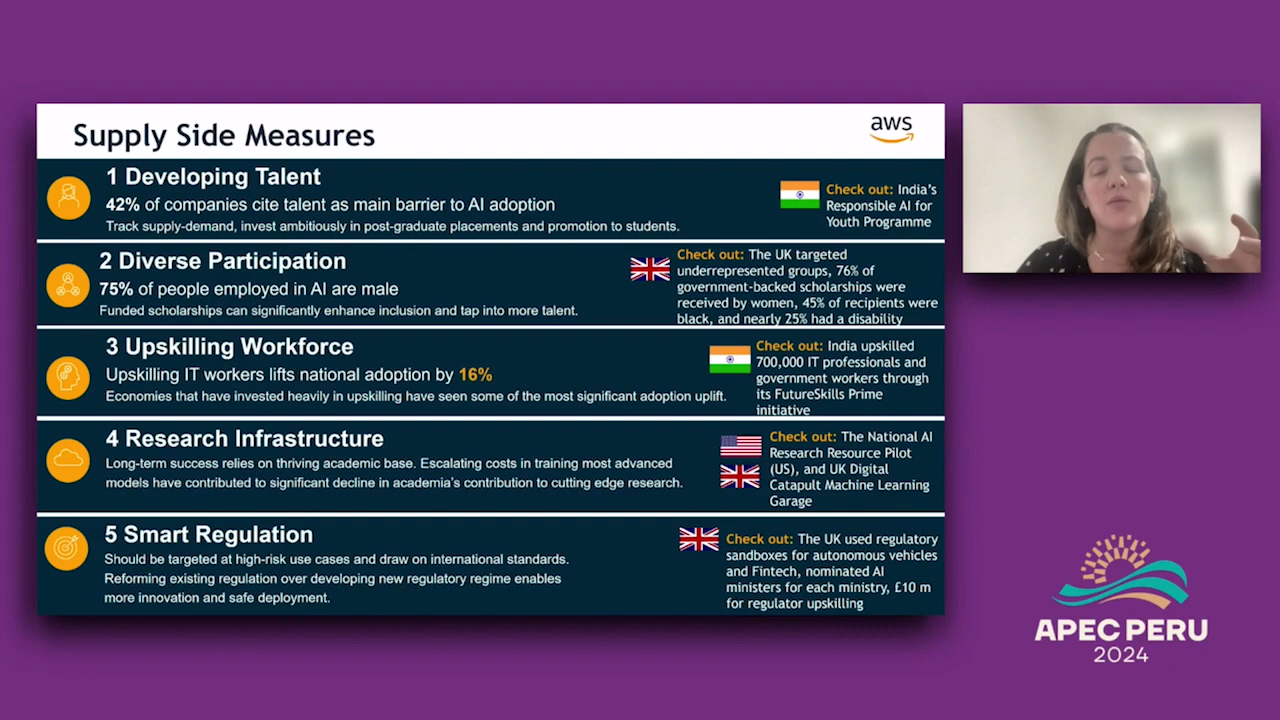 Supply Side Measures
aws
1 Developing Talent
42% of companies cite talent as main barrier to AI adoption
Track supply-demand, invest ambitiously in post-graduate placements and promotion to students.
Check out: India's
Responsible AI for
Youth Programme
2 Diverse Participation
75% of people employed in AI are male
Funded scholarships can significantly enhance inclusion and tap into more talent.
Check out: The UK targeted
underrepresented groups, 76% of
government-backed scholarships were
received by women, 45% of recipients were
black, and nearly 25% had a disability
3 Upskilling Workforce
Upskilling IT workers lifts national adoption by 16%
Economies that have invested heavily in upskilling have seen some of the most significant adoption uplift.
Check out: India upskilled
700,000 IT professionals and
government workers through
its FutureSkills Prime
initiative
4 Research Infrastructure
Long-term success relies on thriving academic base. Escalating costs in training most advanced
models have contributed to significant decline in academia's contribution to cutting edge research.
Check out: The National AI
Research Resource Pilot
(US), and UK Digital
Catapult Machine Learning
Garage
5 Smart Regulation
Should be targeted at high-risk use cases and draw on international standards.
Reforming existing regulation over developing new regulatory regime enables
more innovation and safe deployment.
Check out: The UK used regulatory
sandboxes for autonomous vehicles
and Fintech, nominated AI
ministers for each ministry, £10 m
for regulator upskilling
APEC PERU
2024